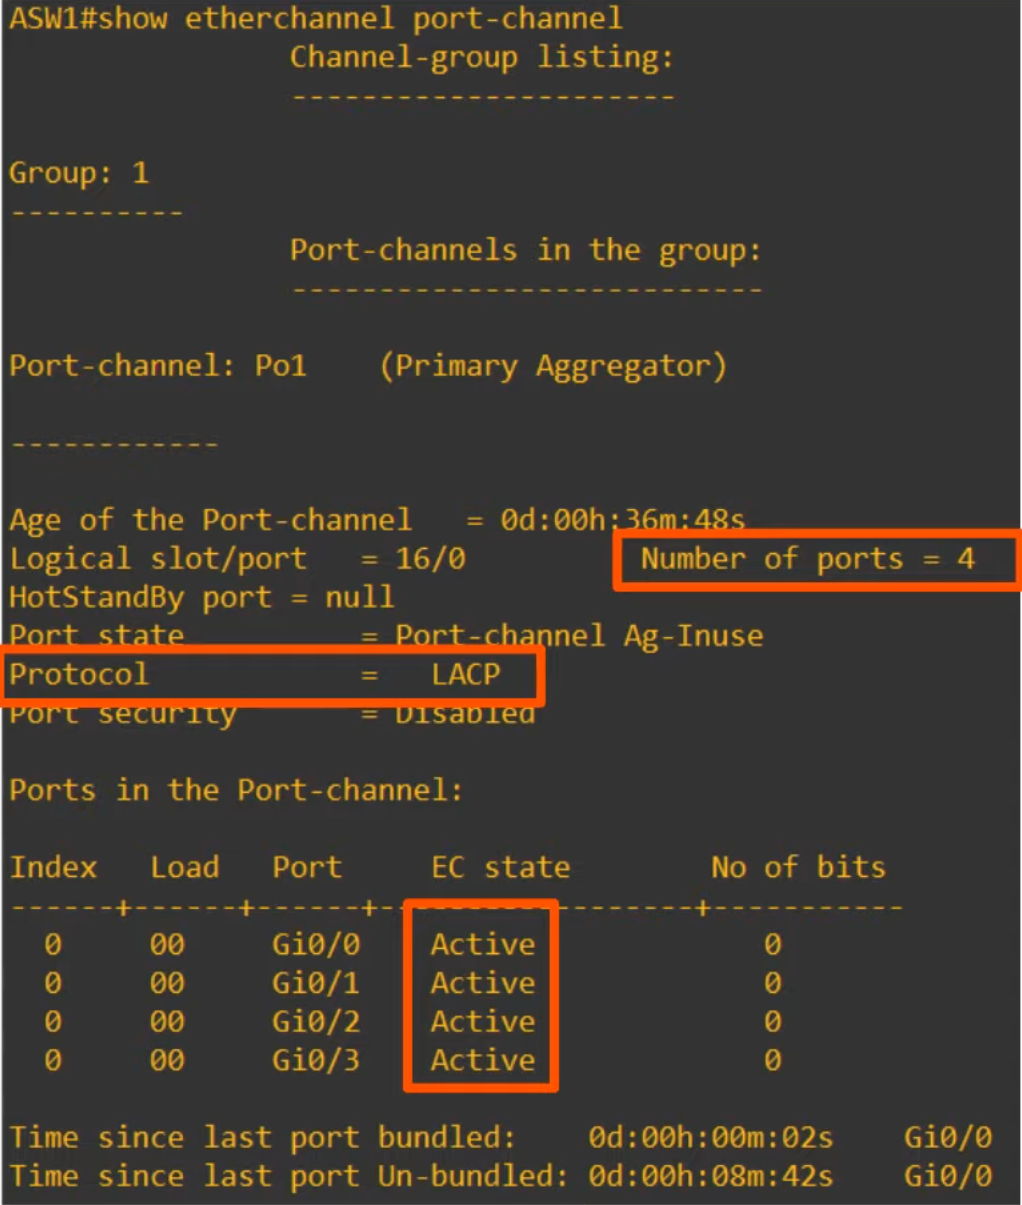 ASW1#show etherchannel port-channel
Channel-group listing:
-----------------------
Group: 1
----------
Port-channels in the group:
---------------------------
Port-channel: Po1    (Primary Aggregator)
------------
Age of the Port-channel   = 0d:00h:36m:48s
Logical slot/port   = 16/0          Number of ports = 4
HotStandBy port = null
Port state          = Port-channel Ag-Inuse
Protocol            =   LACP
Port security       = Disabled
Ports in the Port-channel:
Index   Load   Port     EC state        No of bits
------+------+------+------------------+-----------
0     00     Gi0/0    Active             0
0     00     Gi0/1    Active             0
0     00     Gi0/2    Active             0
0     00     Gi0/3    Active             0
Time since last port bundled:    0d:00h:00m:02s    Gi0/0
Time since last port Un-bundled: 0d:00h:08m:42s    Gi0/0